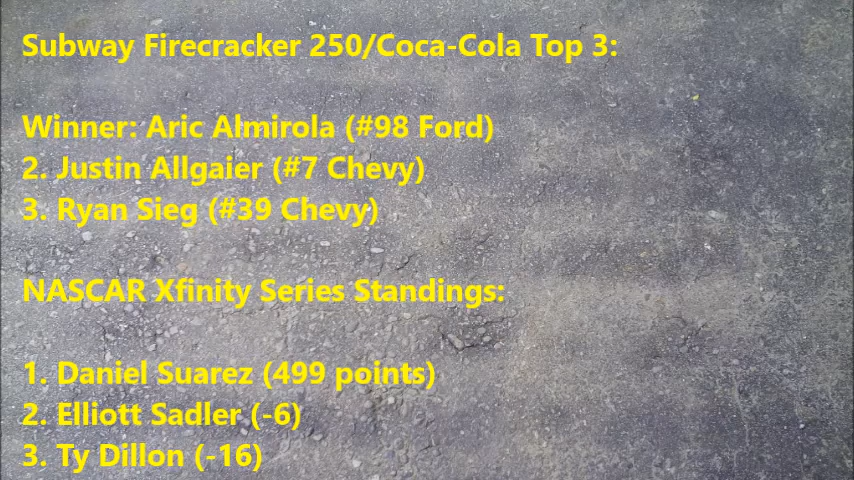 Subway Firecracker 250/Coca-Cola Top 3:
Winner: Aric Almirola (#98 Ford)
2. Justin Allgaier (#7 Chevy)
3. Ryan Sieg (#39 Chevy)
NASCAR Xfinity Series Standings:
1. Daniel Suarez (499 points)
2. Elliott Sadler (-6)
3. Ty Dillon (-16)